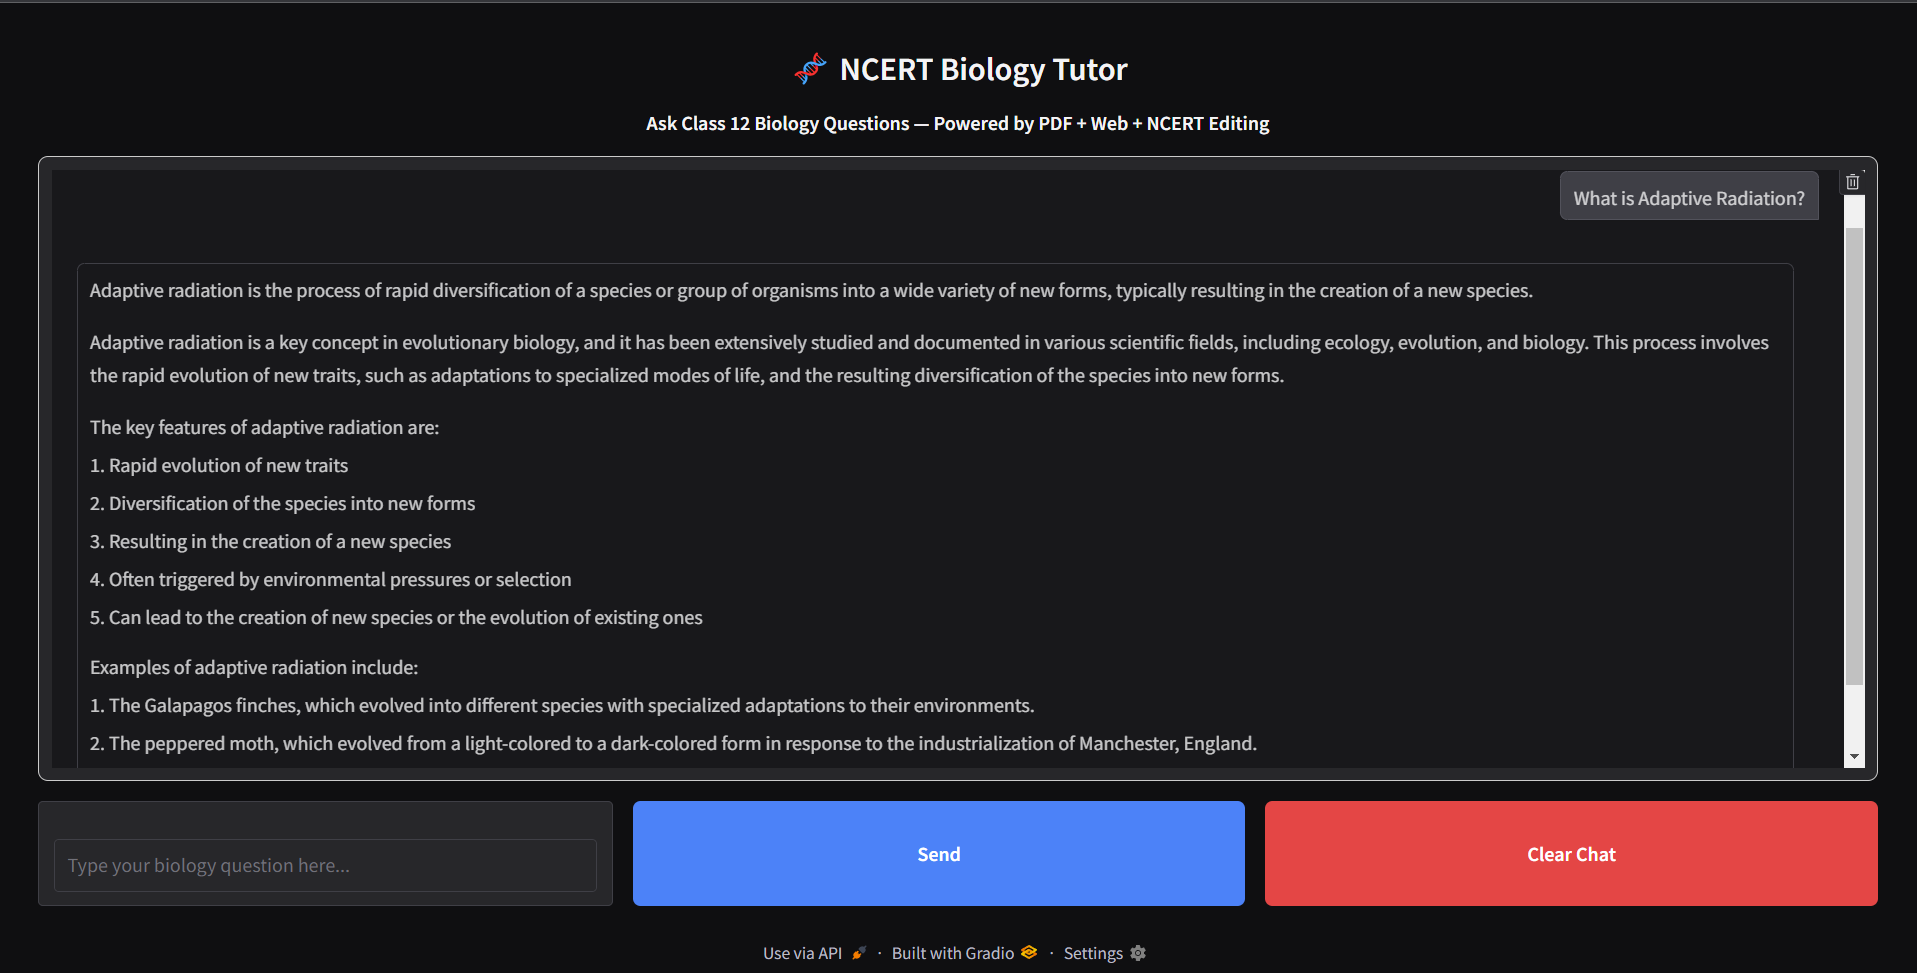 NCERT Biology Tutor
Ask Class 12 Biology Questions — Powered by PDF + Web + NCERT Editing
What is Adaptive Radiation?
Adaptive radiation is the process of rapid diversification of a species or group of organisms into a wide variety of new forms, typically resulting in the creation of a new species.
Adaptive radiation is a key concept in evolutionary biology, and it has been extensively studied and documented in various scientific fields, including ecology, evolution, and biology. This process involves
the rapid evolution of new traits, such as adaptations to specialized modes of life, and the resulting diversification of the species into new forms.
The key features of adaptive radiation are:
1. Rapid evolution of new traits
2. Diversification of the species into new forms
3. Resulting in the creation of a new species
4. Often triggered by environmental pressures or selection
5. Can lead to the creation of new species or the evolution of existing ones
Examples of adaptive radiation include:
1. The Galapagos finches, which evolved into different species with specialized adaptations to their environments.
2. The peppered moth, which evolved from a light-colored to a dark-colored form in response to the industrialization of Manchester, England.
Type your biology question here...
Send
Clear Chat
Use via API · Built with Gradio · Settings